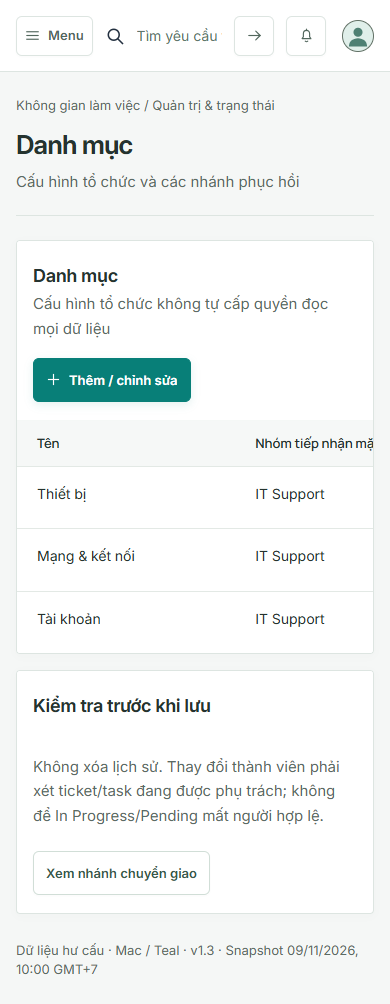 Menu Tìm yêu cầu
Không gian làm việc / Quản trị & trạng thái
Danh mục
Cấu hình tổ chức và các nhánh phục hồi
Danh mục
Cấu hình tổ chức không tự cấp quyền đọc
mọi dữ liệu
Thêm / chỉnh sửa
Tên Nhóm tiếp nhận mặ
Thiết bị IT Support
Mạng & kết nối IT Support
Tài khoản IT Support
Kiểm tra trước khi lưu
Không xóa lịch sử. Thay đổi thành viên phải
xét ticket/task đang được phụ trách; không
để In Progress/Pending mất người hợp lệ.
Xem nhánh chuyển giao
Dữ liệu hư cấu · Mac / Teal · v1.3 · Snapshot 09/11/2026,
10:00 GMT+7